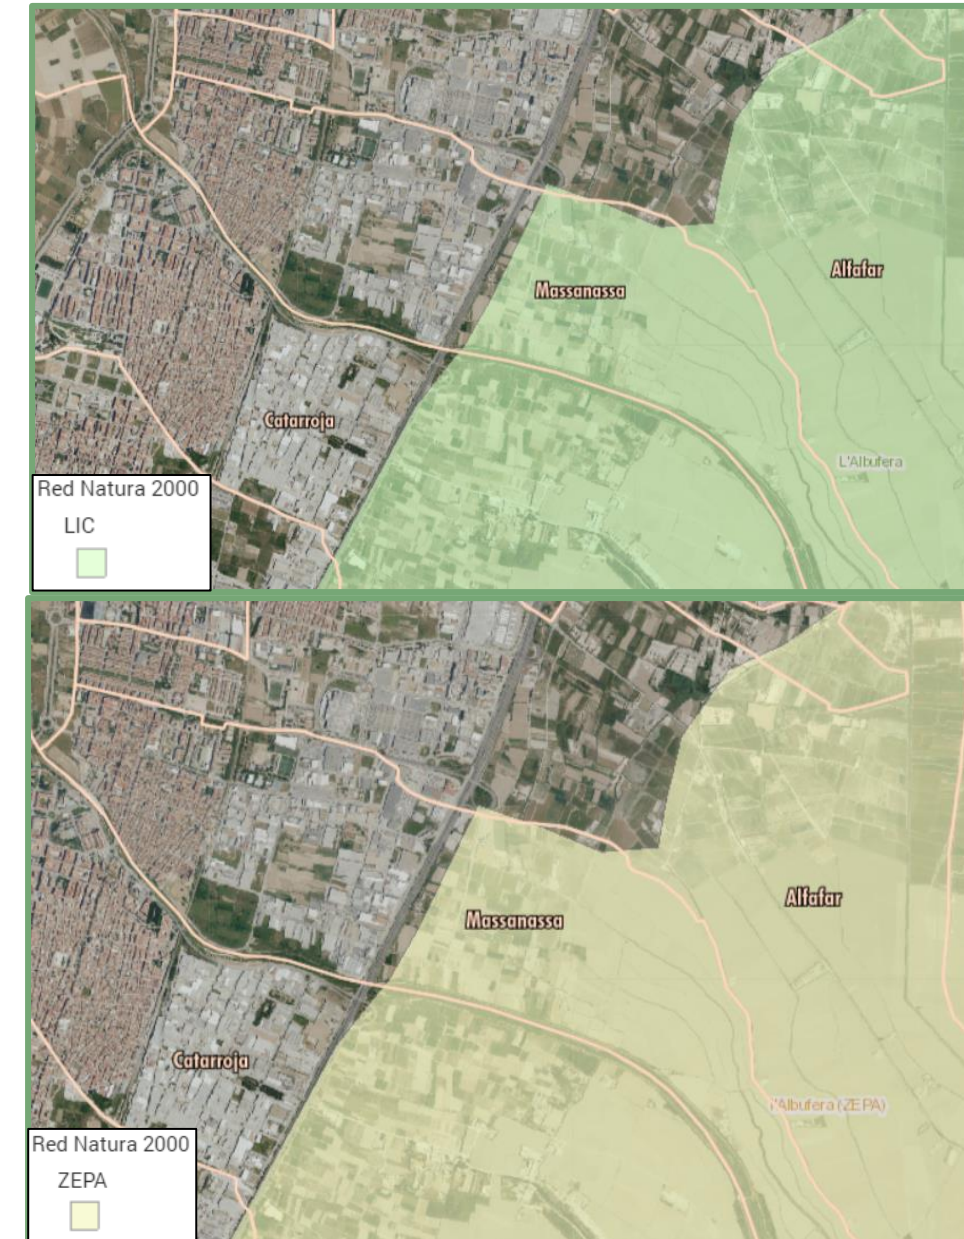 Alfafar
Massanassa
Catarroja
L'Albufera
Red Natura 2000
LIC
Alfafar
Massanassa
Catarroja
l'Albufera (ZEPA)
Red Natura 2000
ZEPA